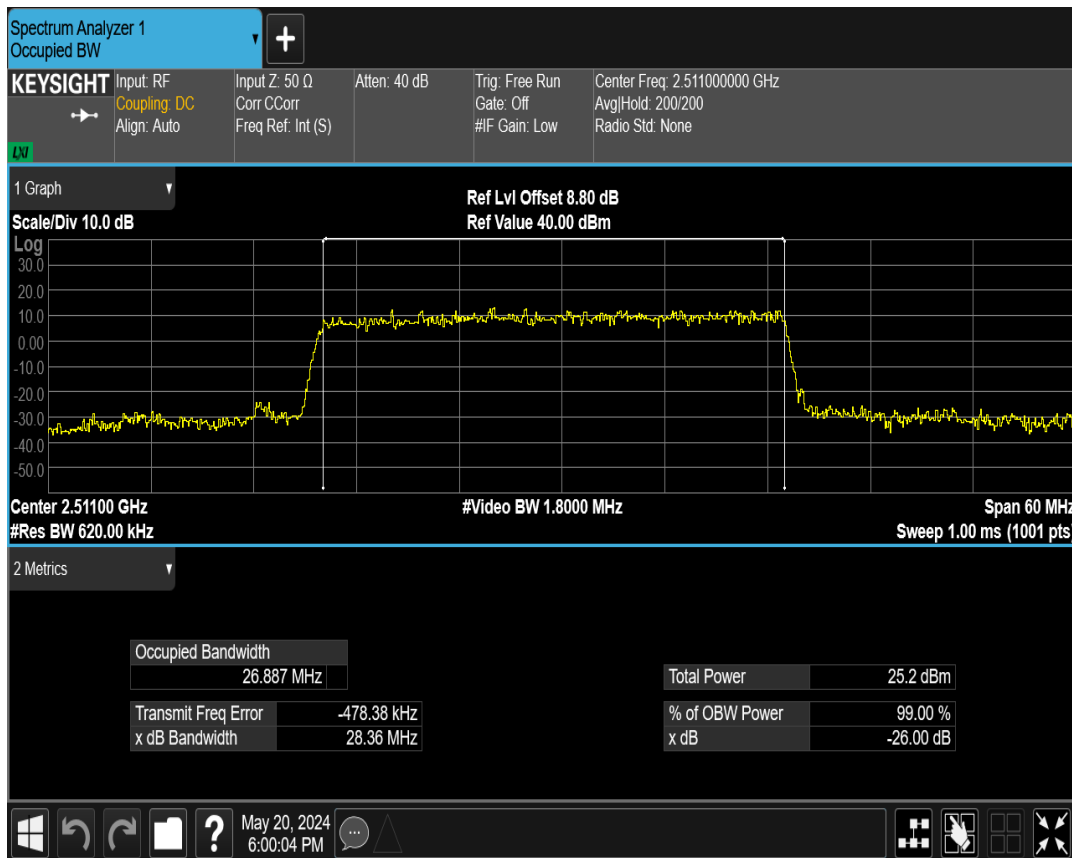 Spectrum Analyzer 1
Occupied BW
KEYSIGHT
LXI
Input: RF
Coupling: DC
Align: Auto
Input Z: 50 Ω
Corr CCorr
Freq Ref: Int (S)
Atten: 40 dB
Trig: Free Run
Gate: Off
#IF Gain: Low
Center Freq: 2.511000000 GHz
Avg|Hold: 200/200
Radio Std: None
1 Graph
Scale/Div 10.0 dB
Ref Lvl Offset 8.80 dB
Ref Value 40.00 dBm
Log
30.0
20.0
10.0
0.00
-10.0
-20.0
-30.0
-40.0
-50.0
Center 2.51100 GHz
#Video BW 1.8000 MHz
Span 60 MHz
#Res BW 620.00 kHz
Sweep 1.00 ms (1001 pts)
2 Metrics
Occupied Bandwidth
26.887 MHz
Transmit Freq Error -478.38 kHz
x dB Bandwidth 28.36 MHz
Total Power 25.2 dBm
% of OBW Power 99.00 %
x dB -26.00 dB
?
May 20, 2024
6:00:04 PM